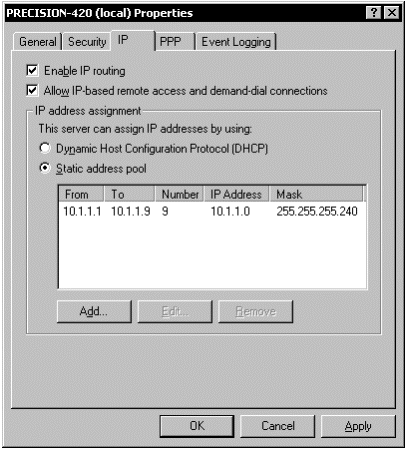 PRECISION-420 (local) Properties
General Security IP PPP Event Logging
Enable IP routing
Allow IP-based remote access and demand-dial connections
IP address assignment
This server can assign IP addresses by using:
Dynamic Host Configuration Protocol (DHCP)
Static address pool
From To Number IP Address Mask
10.1.1.1 10.1.1.9 9 10.1.1.0 255.255.255.240
Add... Edit... Remove
OK Cancel Apply